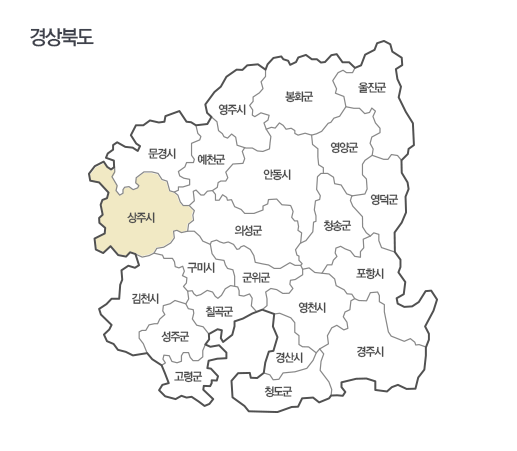 경상북도
울진군
봉화군
영주시
영양군
문경시
예천군
안동시
영덕군
상주시
청송군
의성군
구미시
포항시
군위군
김천시
영천시
칠곡군
성주군
경주시
경산시
고령군
청도군